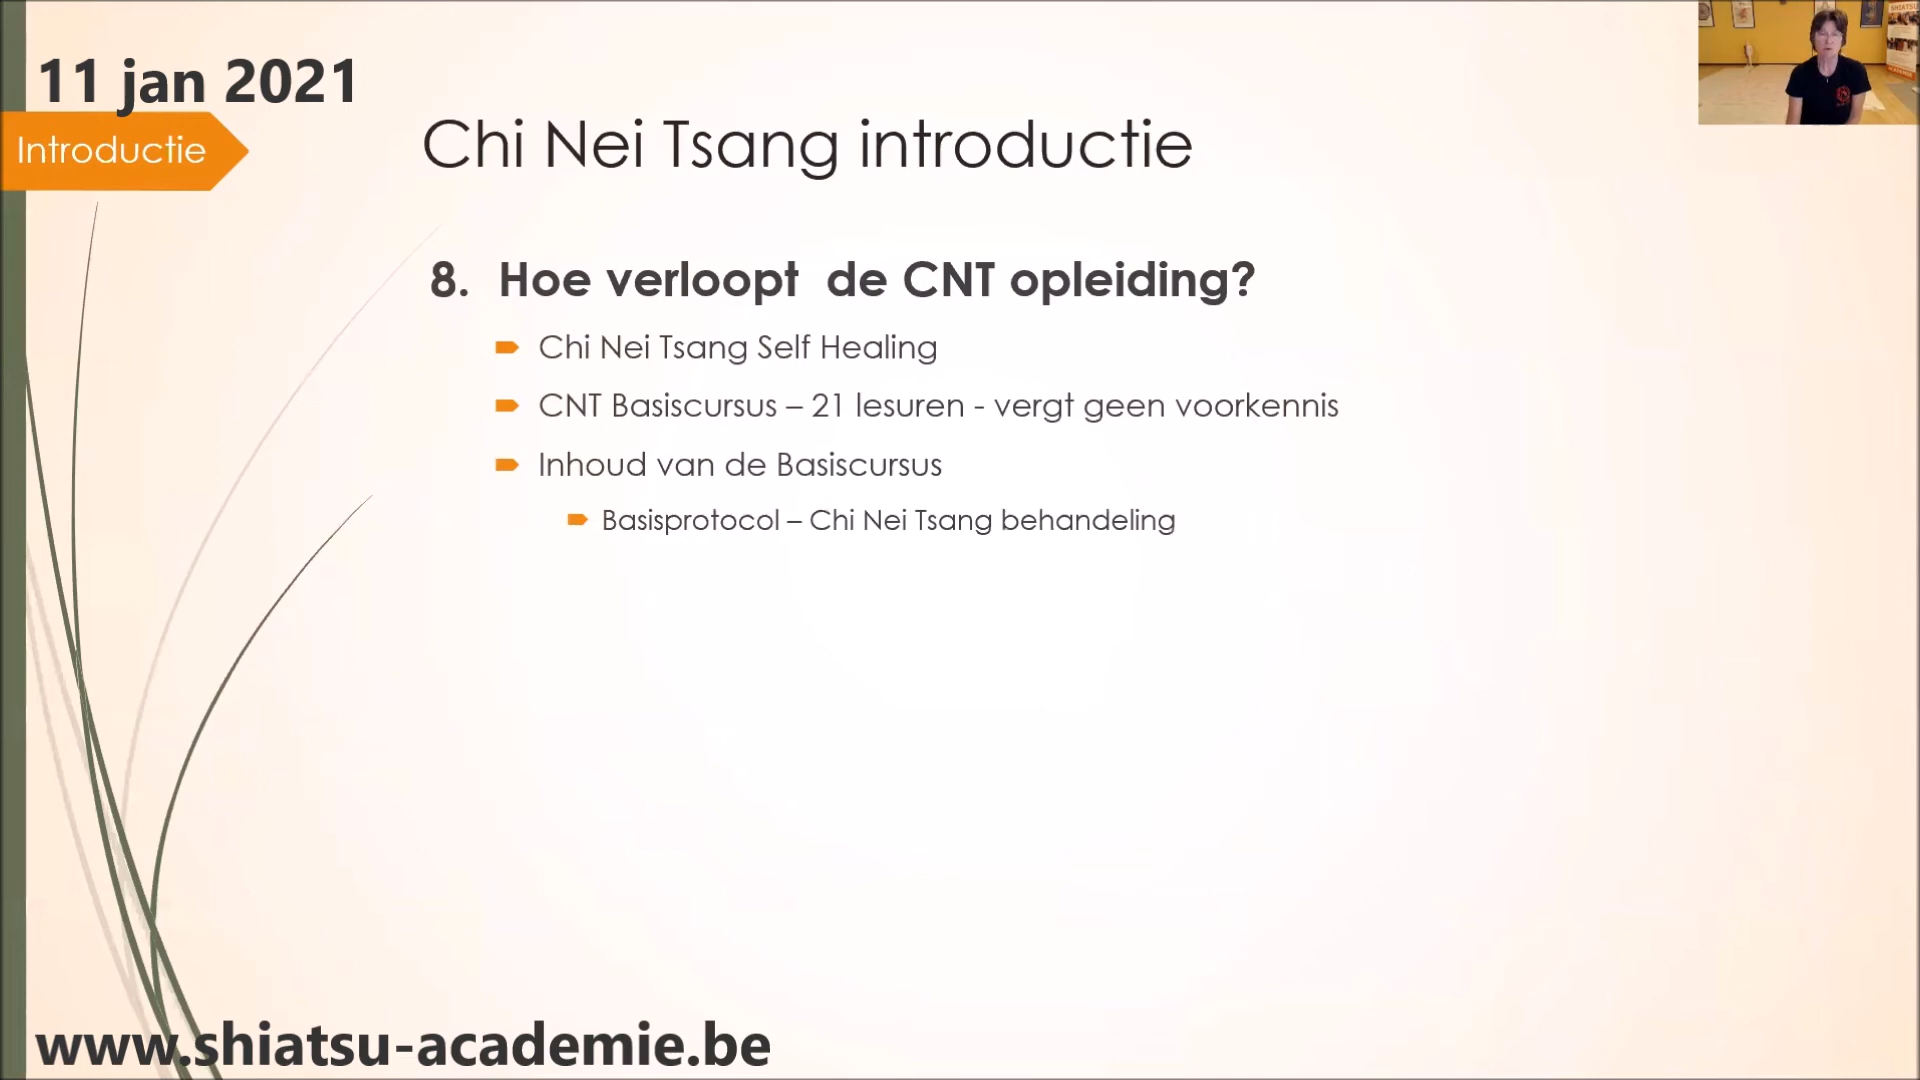 11 jan 2021
Introductie
Chi Nei Tsang introductie
8. Hoe verloopt de CNT opleiding?
Chi Nei Tsang Self Healing
CNT Basiscursus – 21 lesuren - vergt geen voorkennis
Inhoud van de Basiscursus
Basisprotocol – Chi Nei Tsang behandeling
www.shiatsu-academie.be
SHIATSU